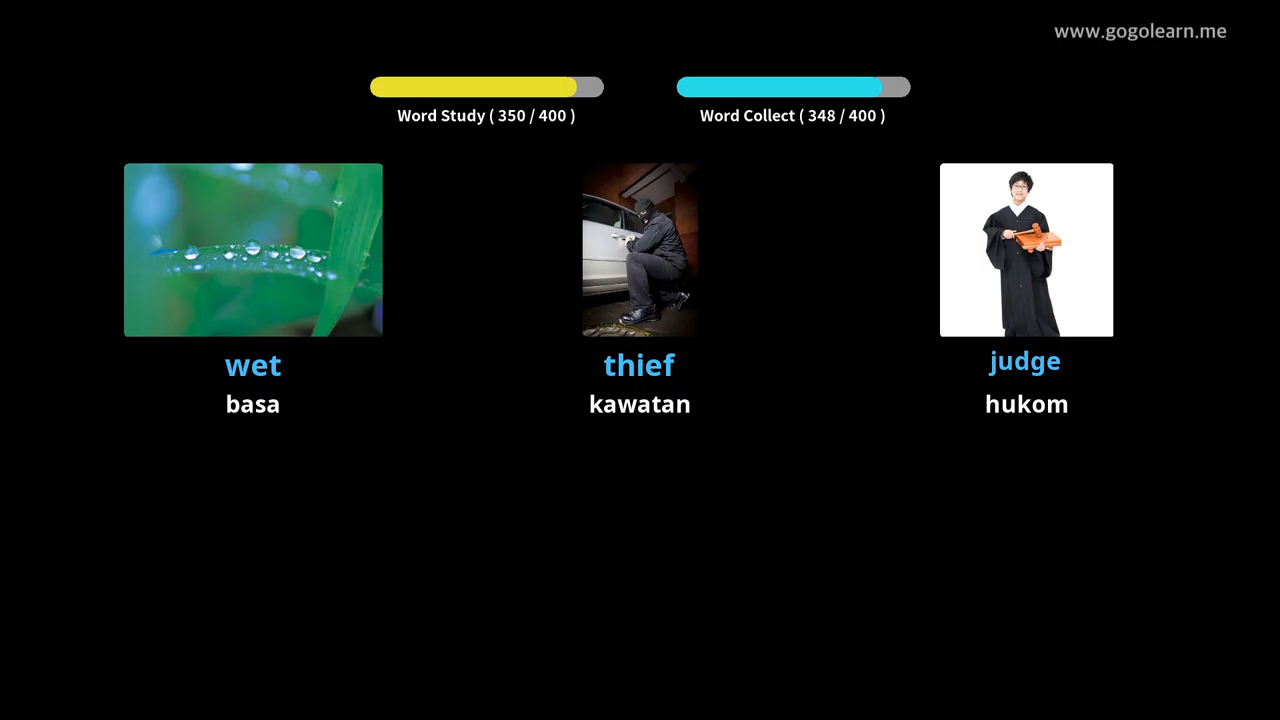 www.gogolearn.me
Word Study ( 350 / 400 )
Word Collect ( 348 / 400 )
wet
basa
thief
kawatan
judge
hukom